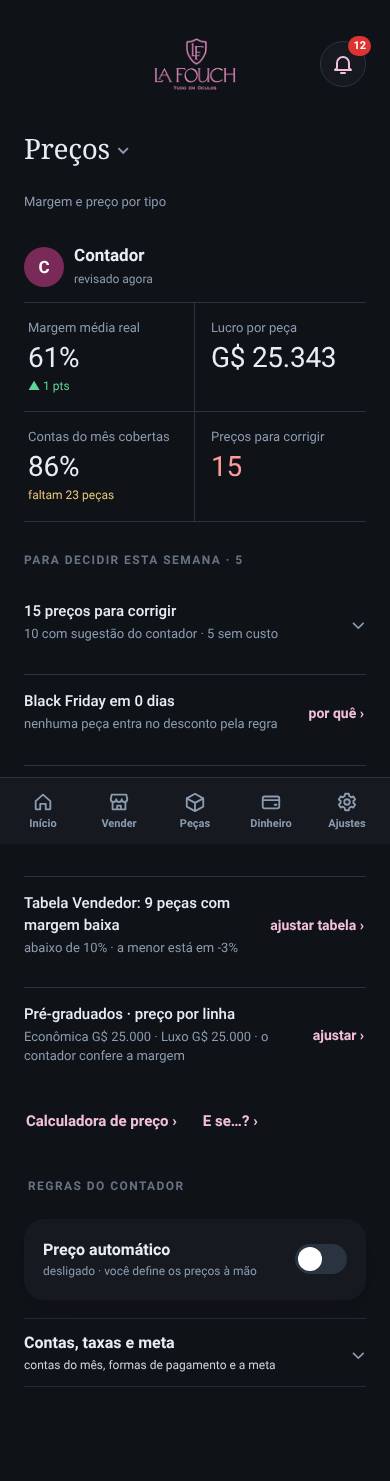 12
LF
LA FOUCH
TUDO EM ÓCULOS
Preços
Margem e preço por tipo
C
Contador
revisado agora
Margem média real
61%
▲ 1 pts
Lucro por peça
G$ 25.343
Contas do mês cobertas
86%
faltam 23 peças
Preços para corrigir
15
PARA DECIDIR ESTA SEMANA · 5
15 preços para corrigir
10 com sugestão do contador · 5 sem custo
Black Friday em 0 dias
nenhuma peça entra no desconto pela regra
por quê ›
Início
Vender
Peças
Dinheiro
Ajustes
Tabela Vendedor: 9 peças com
margem baixa
abaixo de 10% · a menor está em -3%
ajustar tabela ›
Pré-graduados · preço por linha
Econômica G$ 25.000 · Luxo G$ 25.000 · o
contador confere a margem
ajustar ›
Calculadora de preço ›
E se...? ›
REGRAS DO CONTADOR
Preço automático
desligado · você define os preços à mão
Contas, taxas e meta
contas do mês, formas de pagamento e a meta